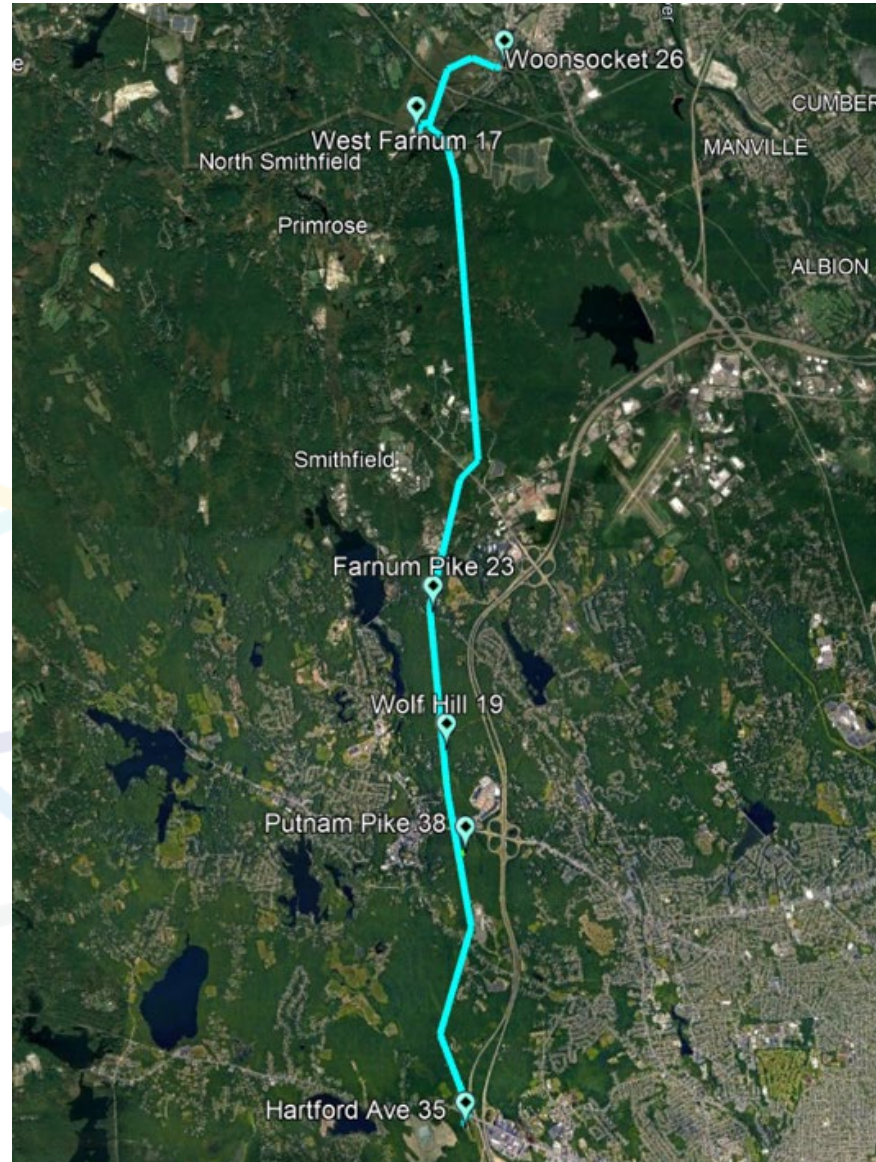 er
e
Woonsocket 26
CUMBER
West Farnum 17
MANVILLE
North Smithfield
Primrose
ALBION
Smithfield
Farnum Pike 23
Wolf Hill 19
Putnam Pike 38
Hartford Ave 35